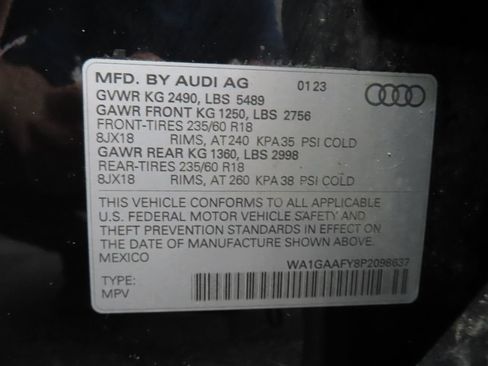 MFD. BY AUDI AG 01 23
GVWR KG 2490, LBS 5489
GAWR FRONT KG 1250, LBS 2756
FRONT-TIRES 235/60 R18
8JX18 RIMS, AT 240 KPA 35 PSI COLD
GAWR REAR KG 1360, LBS 2998
REAR-TIRES 235/60 R18
8JX18 RIMS, AT 260 KPA 38 PSI COLD
THIS VEHICLE CONFORMS TO ALL APPLICABLE
U.S. FEDERAL MOTOR VEHICLE SAFETY AND
THEFT PREVENTION STANDARDS IN EFFECT ON
THE DATE OF MANUFACTURE SHOWN ABOVE.
MEXICO
WA1GAAFY8P2098637
TYPE:
MPV